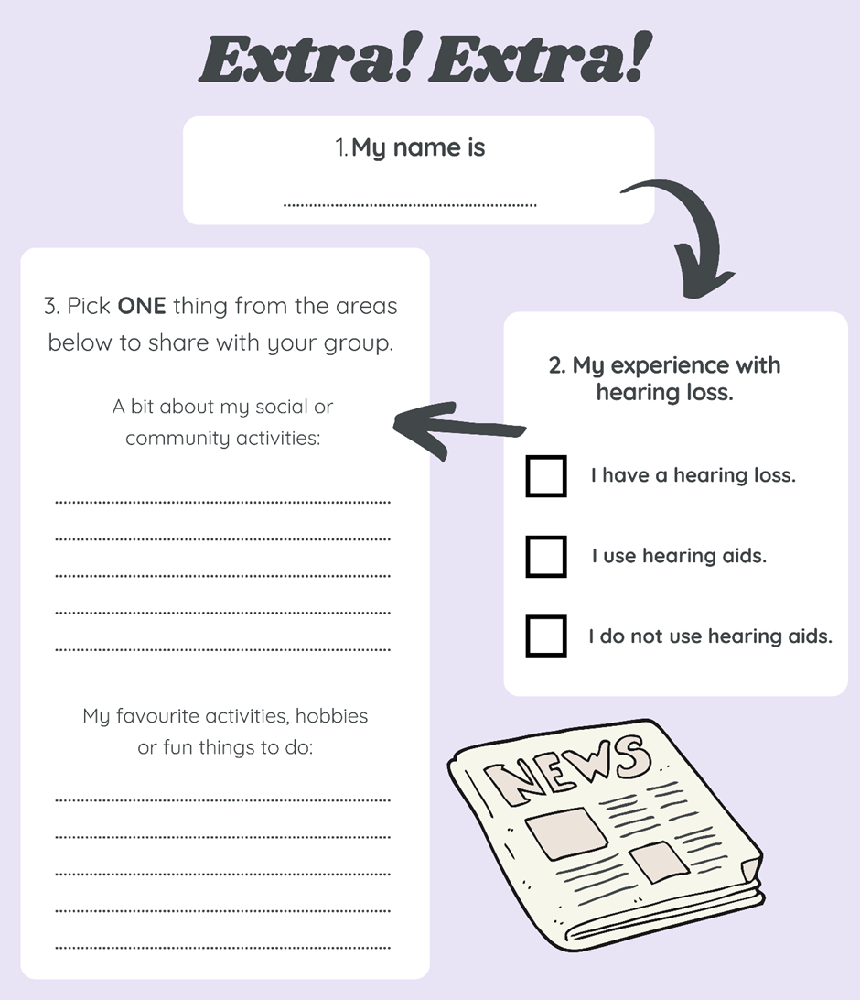 Extra! Extra!
1. My name is
2. My experience with
hearing loss.
I have a hearing loss.
I use hearing aids.
I do not use hearing aids.
3. Pick ONE thing from the areas
below to share with your group.
A bit about my social or
community activities:
My favourite activities, hobbies
or fun things to do:
NEWS